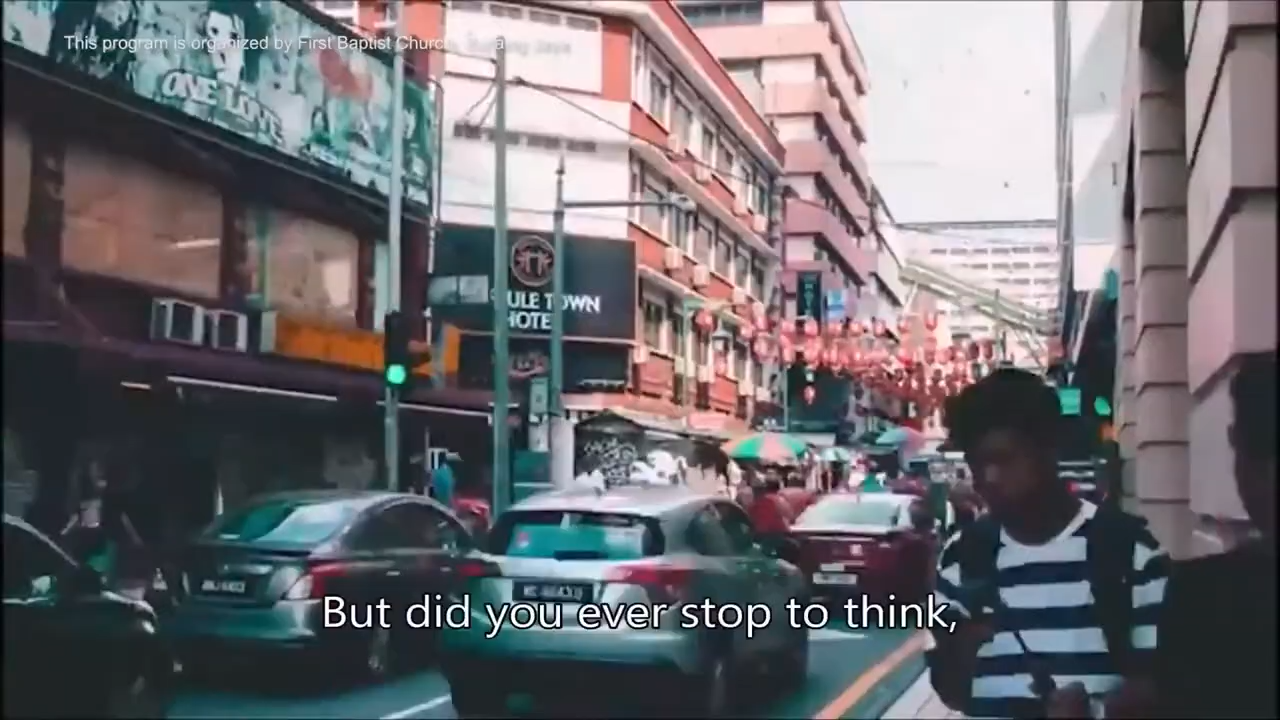 This program is organized by First Baptist Church
ONE LOVE
ULE TOWN
HOTE
HOTEL
But did you ever stop to think,